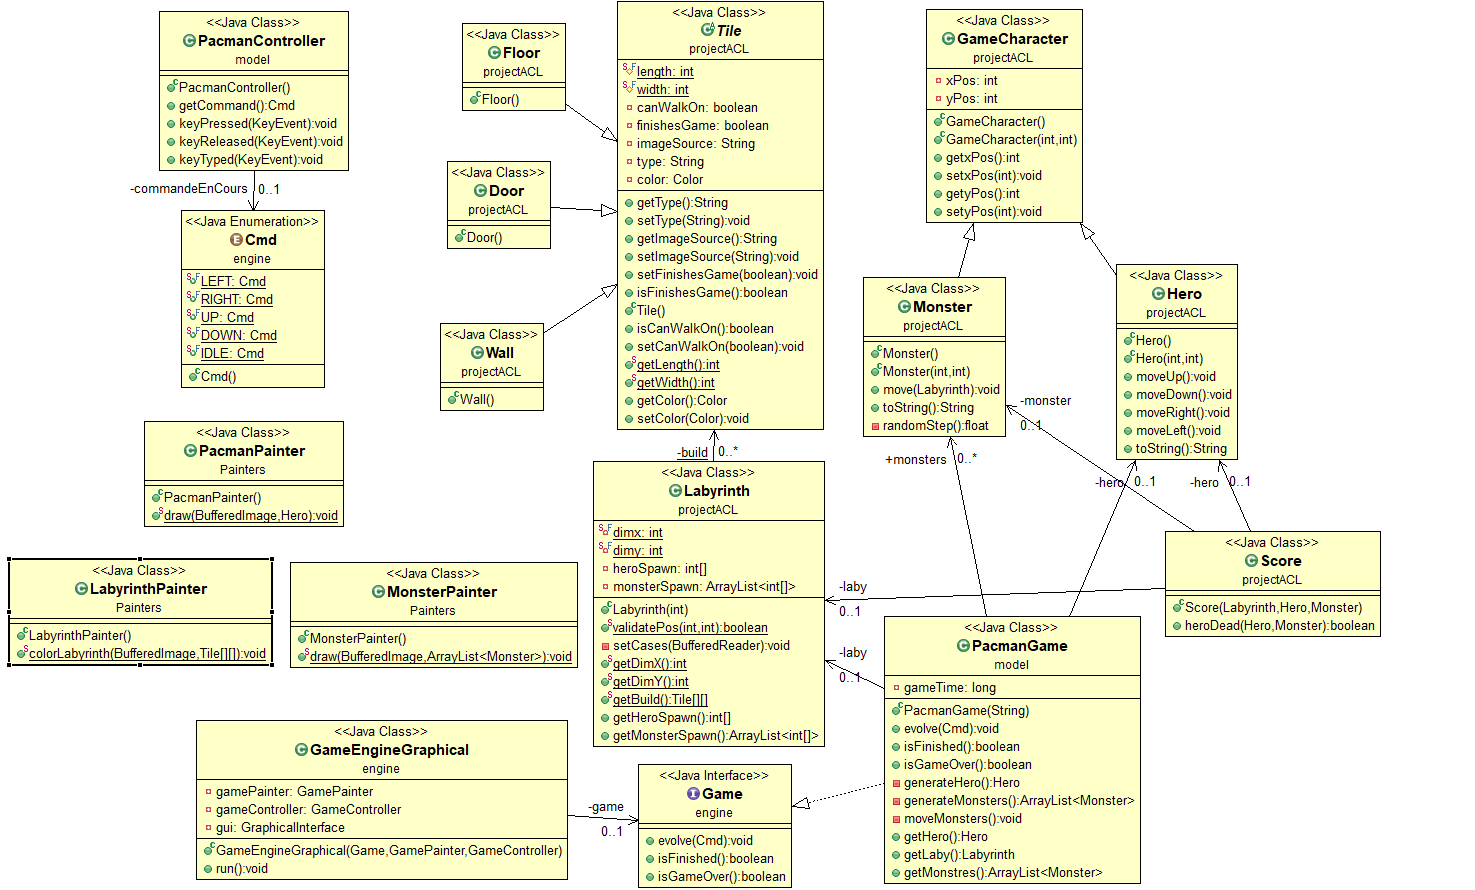 <<Java Class>>
PacmanController
model
PacmanController()
getCommand():Cmd
keyPressed(KeyEvent):void
keyReleased(KeyEvent):void
keyTyped(KeyEvent):void
-commandeEnCours
0..1
<<Java Enumeration>>
Cmd
engine
LEFT: Cmd
RIGHT: Cmd
UP: Cmd
DOWN: Cmd
IDLE: Cmd
Cmd()
<<Java Class>>
Floor
projectACL
Floor()
<<Java Class>>
Door
projectACL
Door()
<<Java Class>>
Wall
projectACL
Wall()
<<Java Class>>
Tile
projectACL
length: int
width: int
canWalkOn: boolean
finishesGame: boolean
imageSource: String
type: String
color: Color
getType():String
setType(String):void
getImageSource():String
setImageSource(String):void
setFinishesGame(boolean):void
isFinishesGame():boolean
Tile()
isCanWalkOn():boolean
setCanWalkOn(boolean):void
getLength():int
getWidth():int
getColor():Color
setColor(Color):void
<<Java Class>>
GameCharacter
projectACL
xPos: int
yPos: int
GameCharacter()
GameCharacter(int,int)
getxPos():int
setxPos(int):void
getyPos():int
setyPos(int):void
<<Java Class>>
Monster
projectACL
Monster()
Monster(int,int)
move(Labyrinth):void
toString():String
randomStep():float
<<Java Class>>
Hero
projectACL
Hero()
Hero(int,int)
moveUp():void
moveDown():void
moveRight():void
moveLeft():void
toString():String
-monster
0..1
+monsters
0..*
-hero
0..1
-hero
0..1
<<Java Class>>
PacmanPainter
Painters
PacmanPainter()
draw(BufferedImage,Hero):void
-build
0..*
<<Java Class>>
Labyrinth
projectACL
dimx: int
dimy: int
heroSpawn: int[]
monsterSpawn: ArrayList<int[]>
Labyrinth(int)
validatePos(int,int):boolean
setCases(BufferedReader):void
getDimX():int
getDimY():int
getBuild():Tile[][]
getHeroSpawn():int[]
getMonsterSpawn():ArrayList<int[]>
<<Java Class>>
Score
projectACL
Score(Labyrinth,Hero,Monster)
heroDead(Hero,Monster):boolean
-laby
0..1
-laby
0..1
<<Java Class>>
LabyrinthPainter
Painters
LabyrinthPainter()
colorLabyrinth(BufferedImage,Tile[][]):void
<<Java Class>>
MonsterPainter
Painters
MonsterPainter()
draw(BufferedImage,ArrayList<Monster>):void
<<Java Class>>
PacmanGame
model
gameTime: long
PacmanGame(String)
evolve(Cmd):void
isFinished():boolean
isGameOver():boolean
generateHero():Hero
generateMonsters():ArrayList<Monster>
moveMonsters():void
getHero():Hero
getLaby():Labyrinth
getMonstres():ArrayList<Monster>
<<Java Class>>
GameEngineGraphical
engine
gamePainter: GamePainter
gameController: GameController
gui: GraphicalInterface
GameEngineGraphical(Game,GamePainter,GameController)
run():void
-game
0..1
<<Java Interface>>
Game
engine
evolve(Cmd):void
isFinished():boolean
isGameOver():boolean